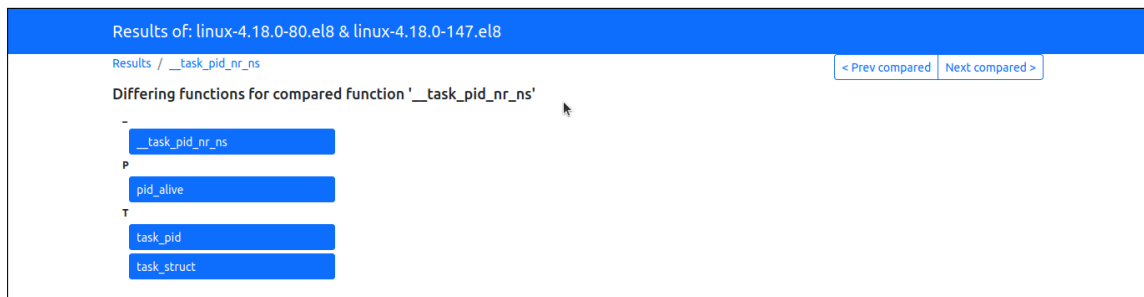 Results of: linux-4.18.0-80.el8 & linux-4.18.0-147.el8
Results / __task_pid_nr_ns
< Prev compared Next compared >
Differing functions for compared function '__task_pid_nr_ns'
_
__task_pid_nr_ns
P
pid_alive
T
task_pid
task_struct